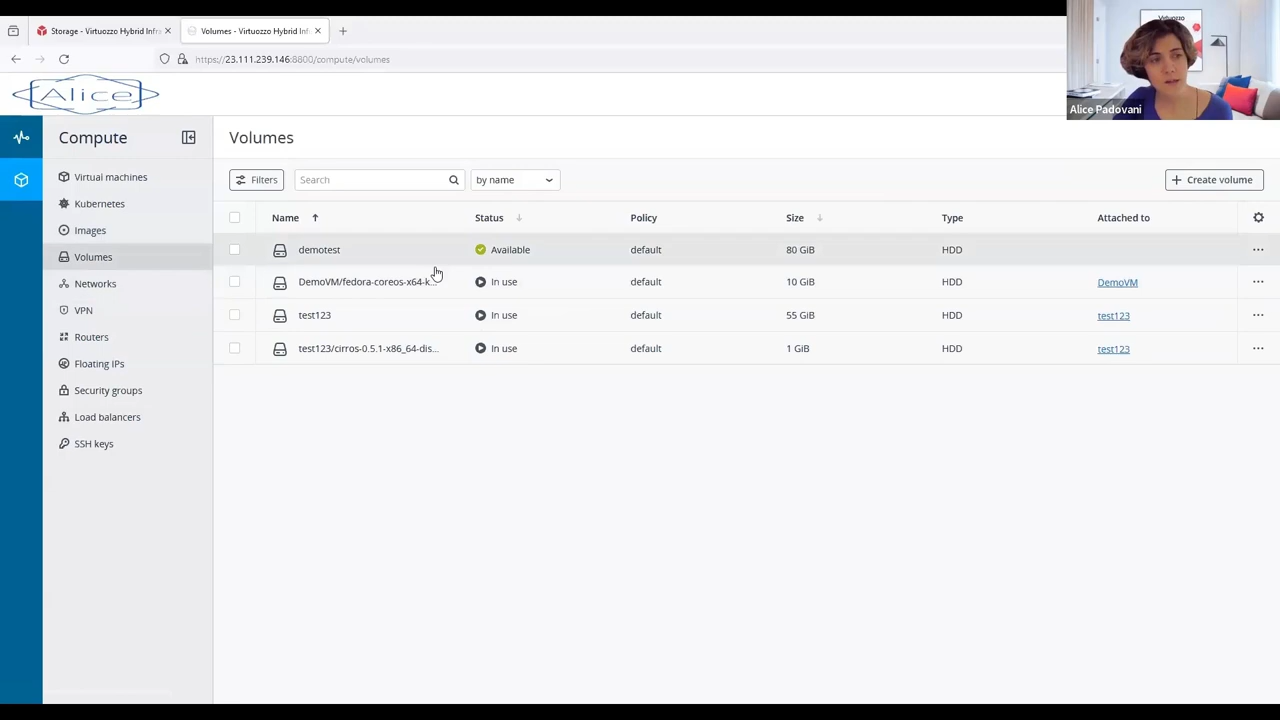 Storage - Virtuozzo Hybrid Infr
Volumes - Virtuozzo Hybrid Infr
https://23.111.239.146:8800/compute/volumes
Virtuozzo
Alice Padovani
Alice
Compute
Volumes
Virtual machines
Kubernetes
Images
Volumes
Networks
VPN
Routers
Floating IPs
Security groups
Load balancers
SSH keys
Filters
Search
by name
Create volume
Name Status Policy Size Type Attached to
demotest Available default 80 GiB HDD
DemoVM/fedora-coreos-x64-k... In use default 10 GiB HDD DemoVM
test123 In use default 55 GiB HDD test123
test123/cirros-0.5.1-x86_64-dis... In use default 1 GiB HDD test123